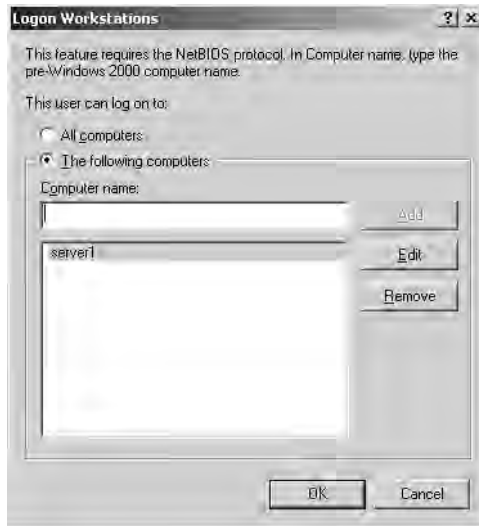 Logon Workstations
This feature requires the NetBIOS protocol. In Computer name, type the
pre-Windows 2000 computer name.
This user can log on to:
All computers
The following computers
Computer name:
Add
server1
Edit
Remove
OK
Cancel